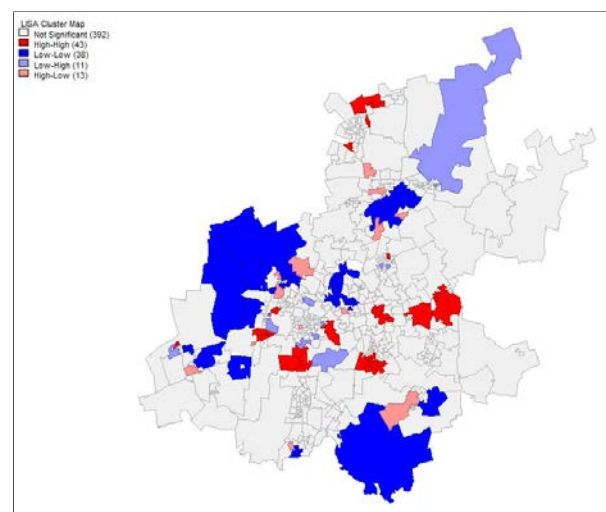 LISA Cluster Map
Not Significant (392)
High-High (43)
Low-Low (38)
Low-High (11)
High-Low (13)